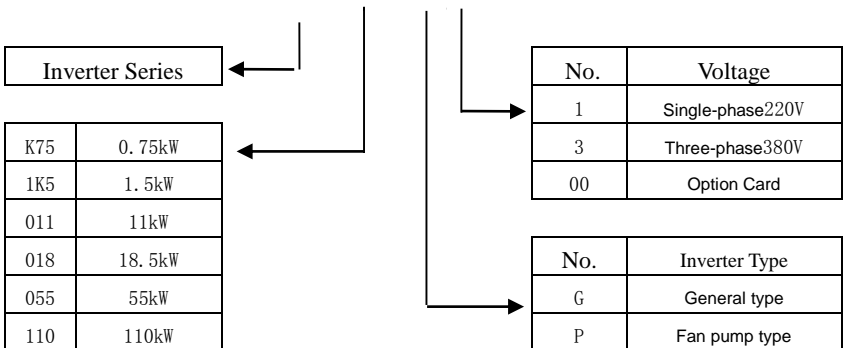 Inverter Series
K75 0.75kW
1K5 1.5kW
011 11kW
018 18.5kW
055 55kW
110 110kW
No. Voltage
1 Single-phase220V
3 Three-phase380V
00 Option Card
No. Inverter Type
G General type
P Fan pump type